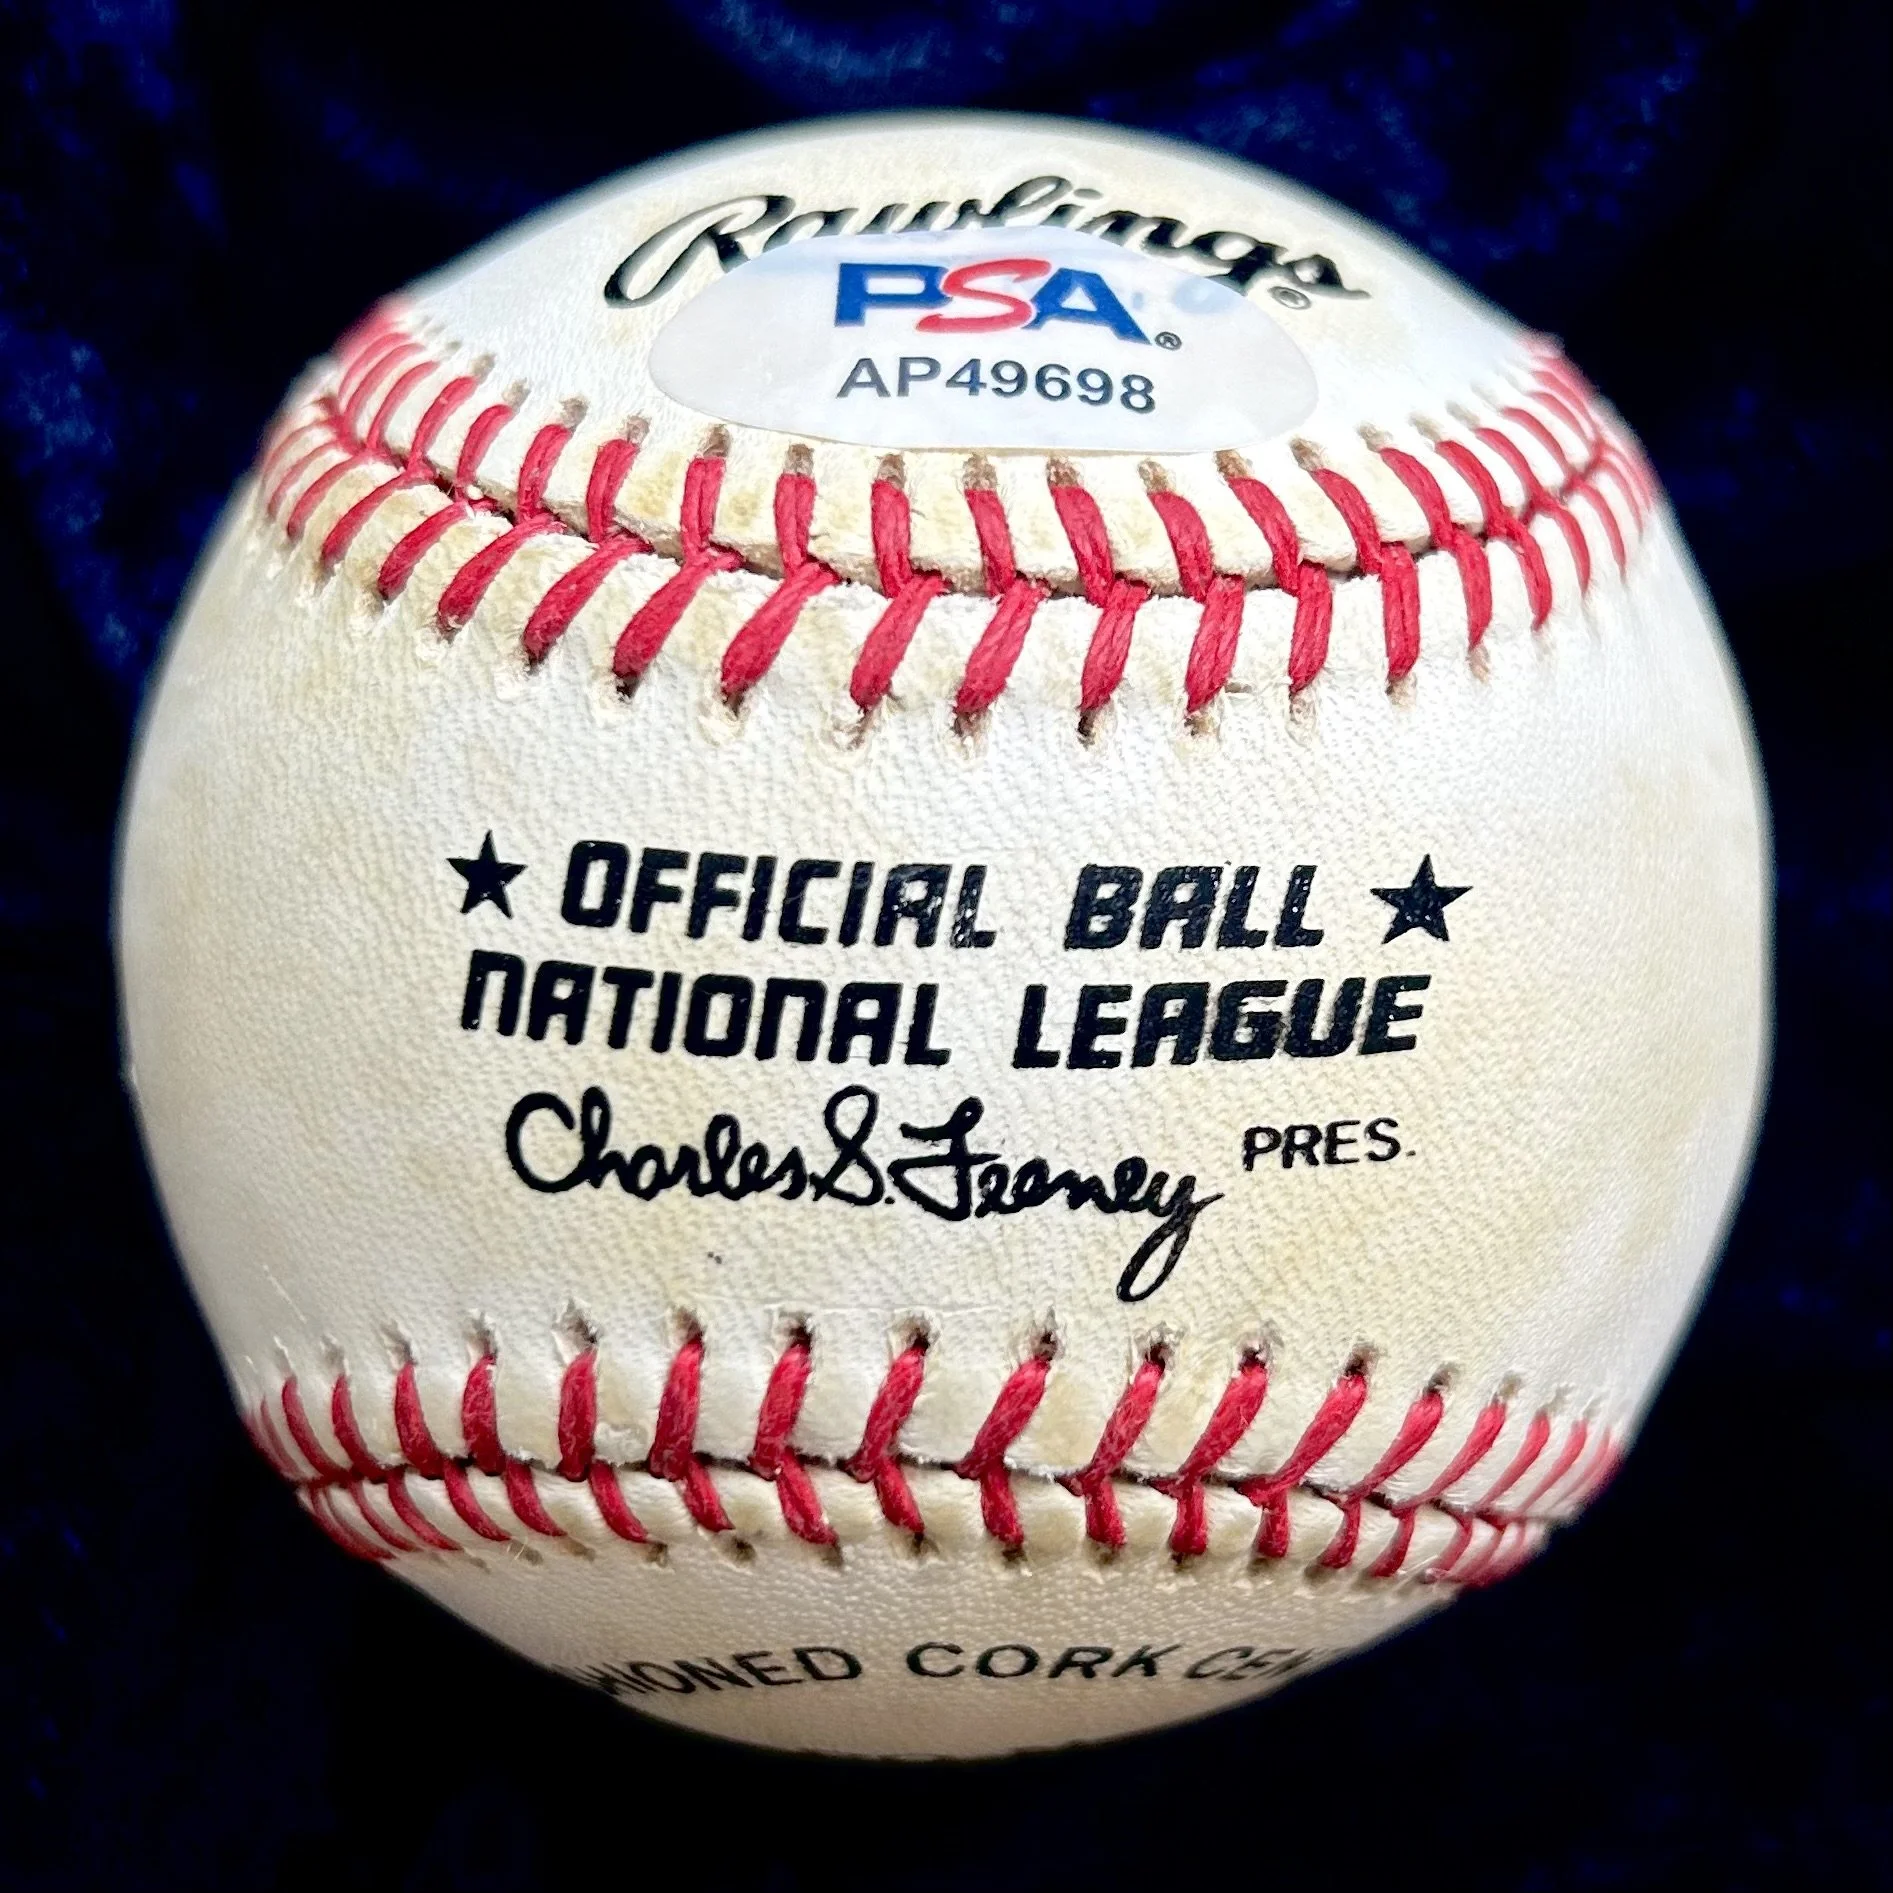 Rawlings®
PSA®
AP49698
★ OFFICIAL BALL ★
NATIONAL LEAGUE
Charles S. Feeney PRES.
CORK